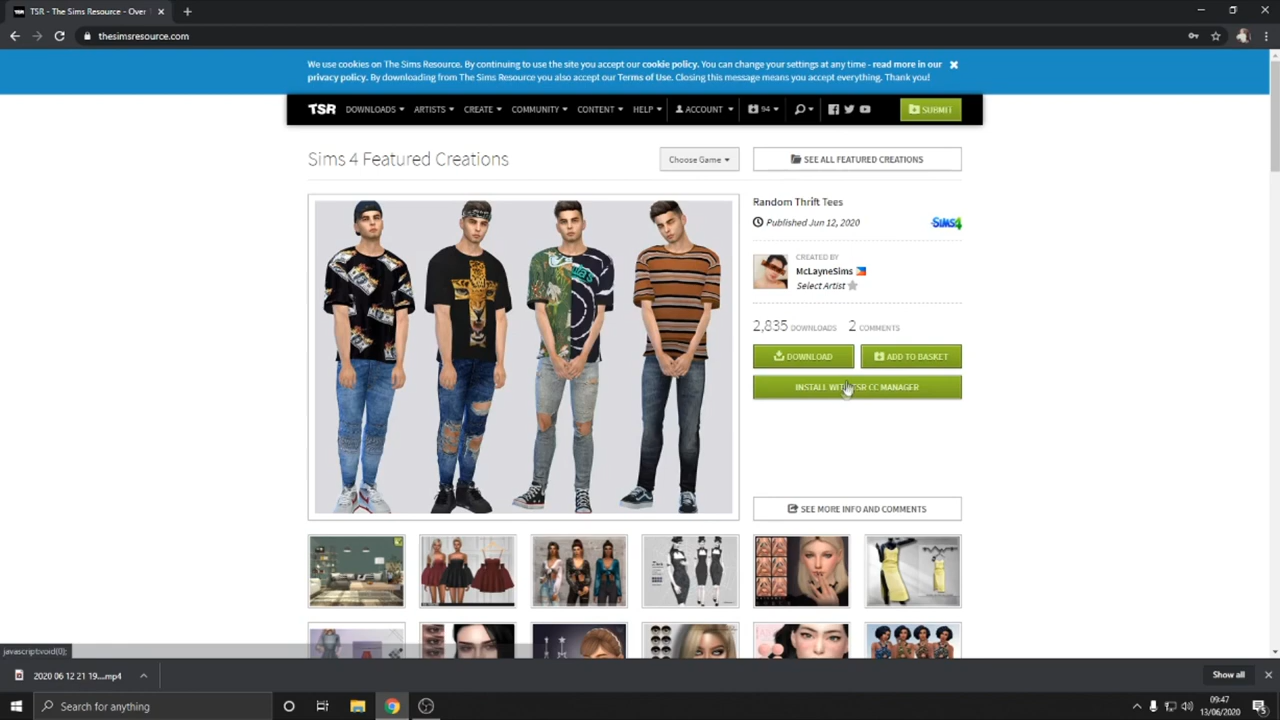 TSR - The Sims Resource - Over
thesimsresource.com
We use cookies on The Sims Resource. By continuing to use the site you accept our cookie policy. You can change your settings at any time - read more in our
privacy policy. By downloading from The Sims Resource you also accept our Terms of Use. Closing this message means you accept everything. Thank you!
TSR DOWNLOADS ARTISTS CREATE COMMUNITY CONTENT HELP ACCOUNT 94 SUBMIT
Sims 4 Featured Creations
Choose Game
SEE ALL FEATURED CREATIONS
Random Thrift Tees
Published Jun 12, 2020
SIMS4
CREATED BY
McLayneSims
Select Artist
2,835 DOWNLOADS 2 COMMENTS
DOWNLOAD
ADD TO BASKET
INSTALL WITH TSR CC MANAGER
SEE MORE INFO AND COMMENTS
javascript:void(0);
2020 06 12 21 19....mp4
Show all
Search for anything
09:47
13/06/2020
5